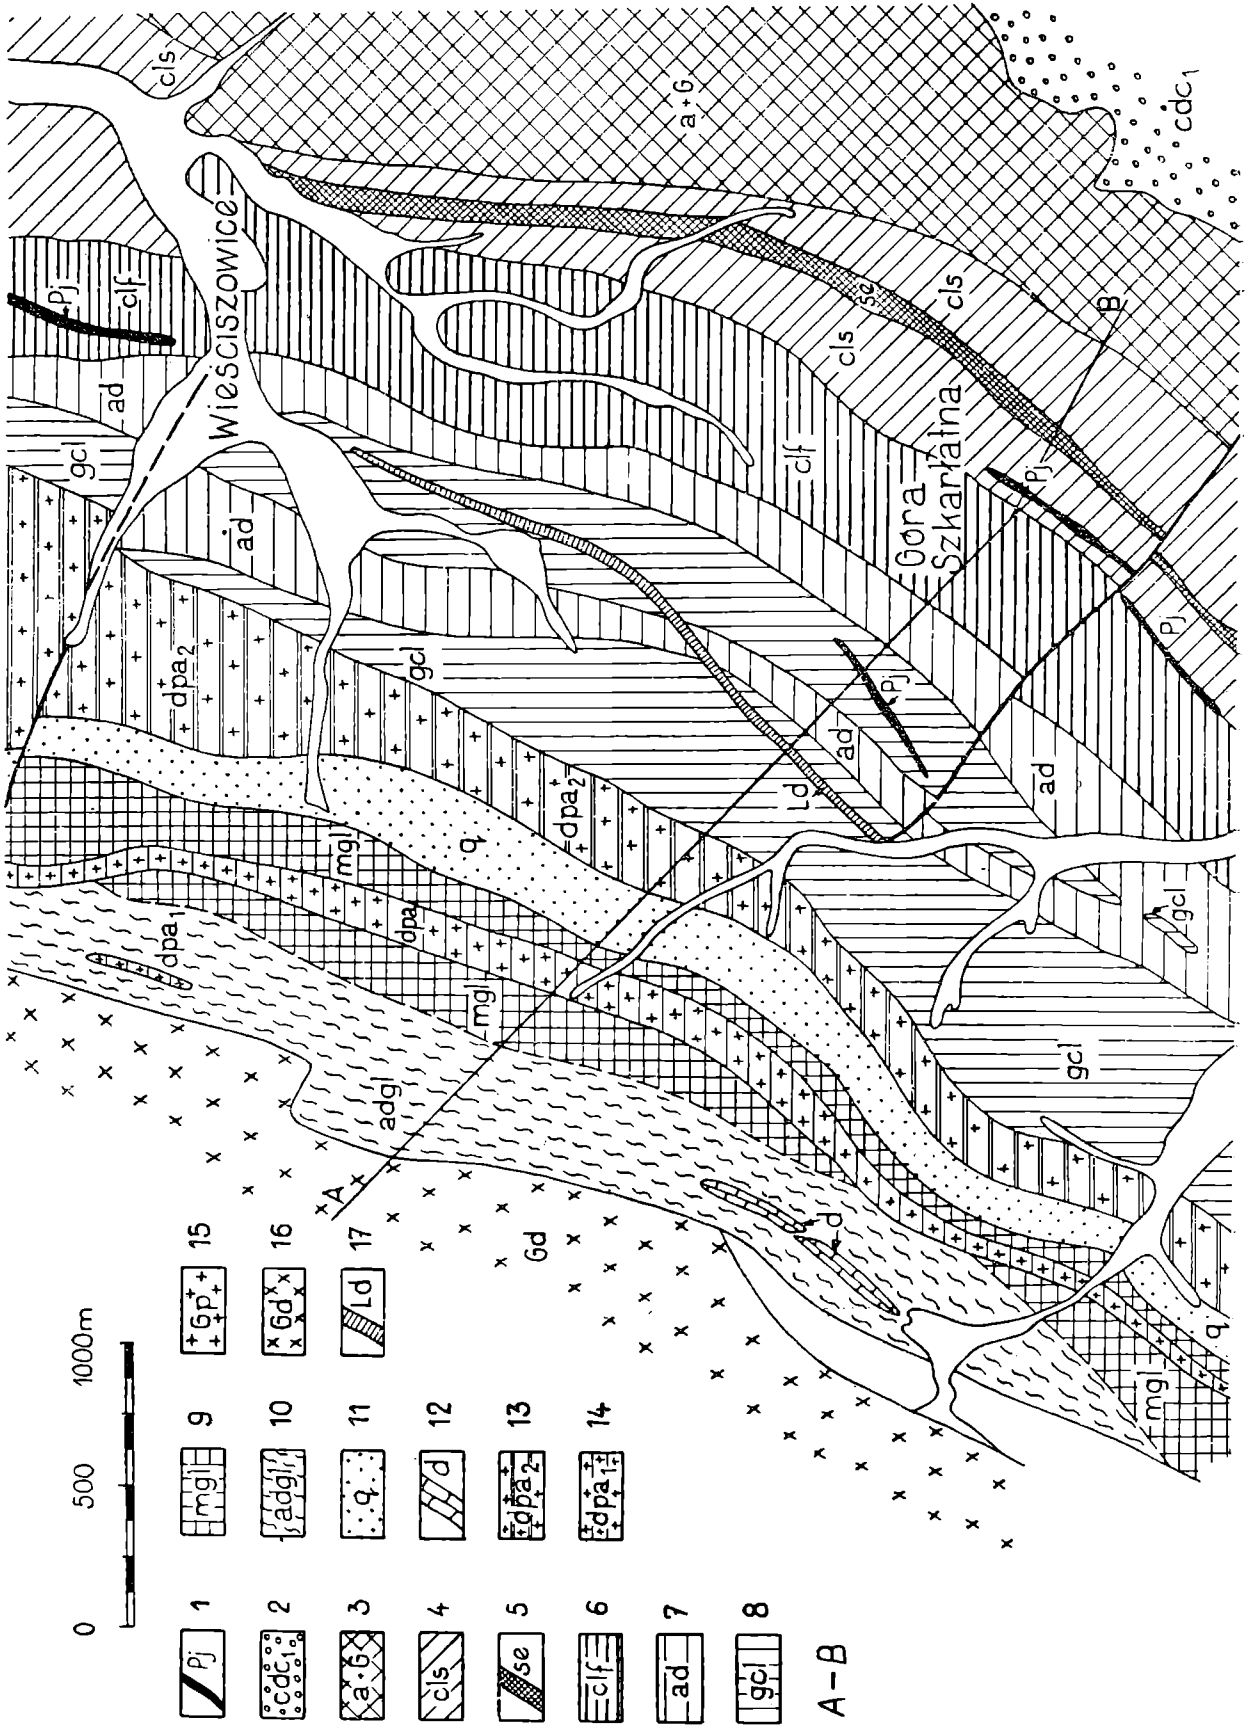 0 500 1000m
Pj 1
cdc1 2
a+G 3
cls 4
se 5
clf 6
ad 7
gcl 8
A-B
mgl 9
adgl 10
q 11
d 12
dpa2 13
dpa1 14
Gp 15
Gd 16
Ld 17
cls
a+G
cdc1
Pj
clf
Wieściszowice
ad
gcl
ad
dpa2
gcl
se
cls
cls
B
clf
Góra
Szkarłatna
Pj
Pj
Pj
ad
Ld
ad
gcl
dpa2
q
mgl
dpa1
dpa1
mgl
adgl
A
Gd
d
gcl
mgl
q